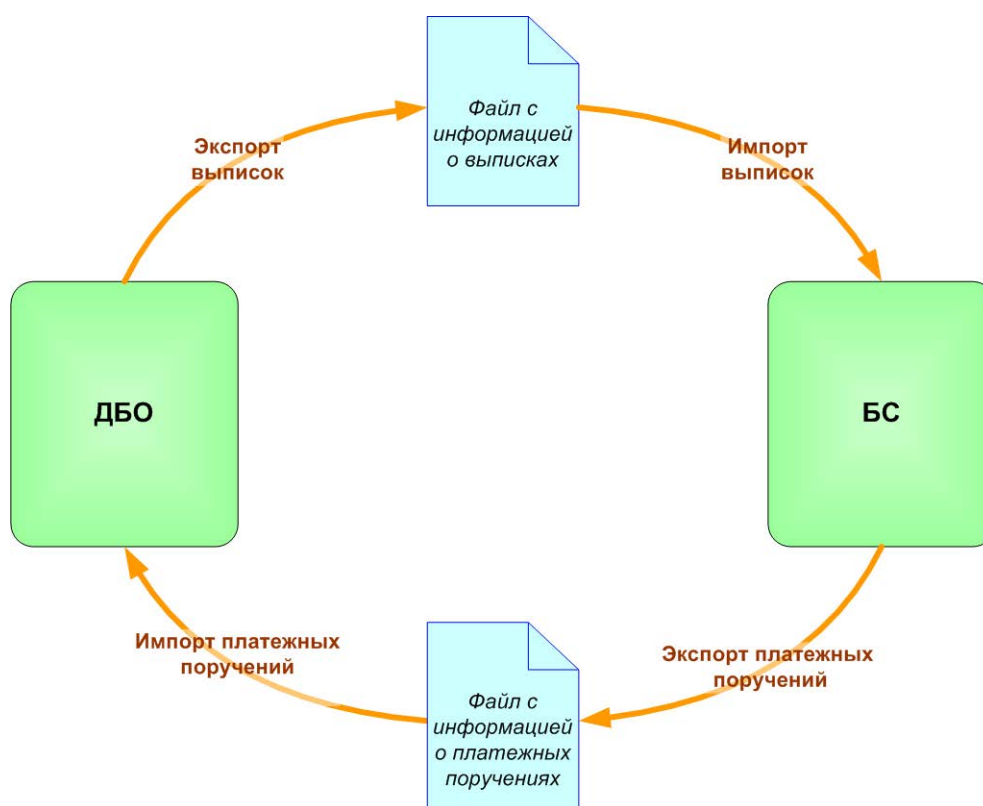 Файл с
информацией
о выписках
Экспорт
выписок
Импорт
выписок
ДБО
БС
Импорт платежных
поручений
Экспорт платежных
поручений
Файл с
информацией
о платежных
поручениях